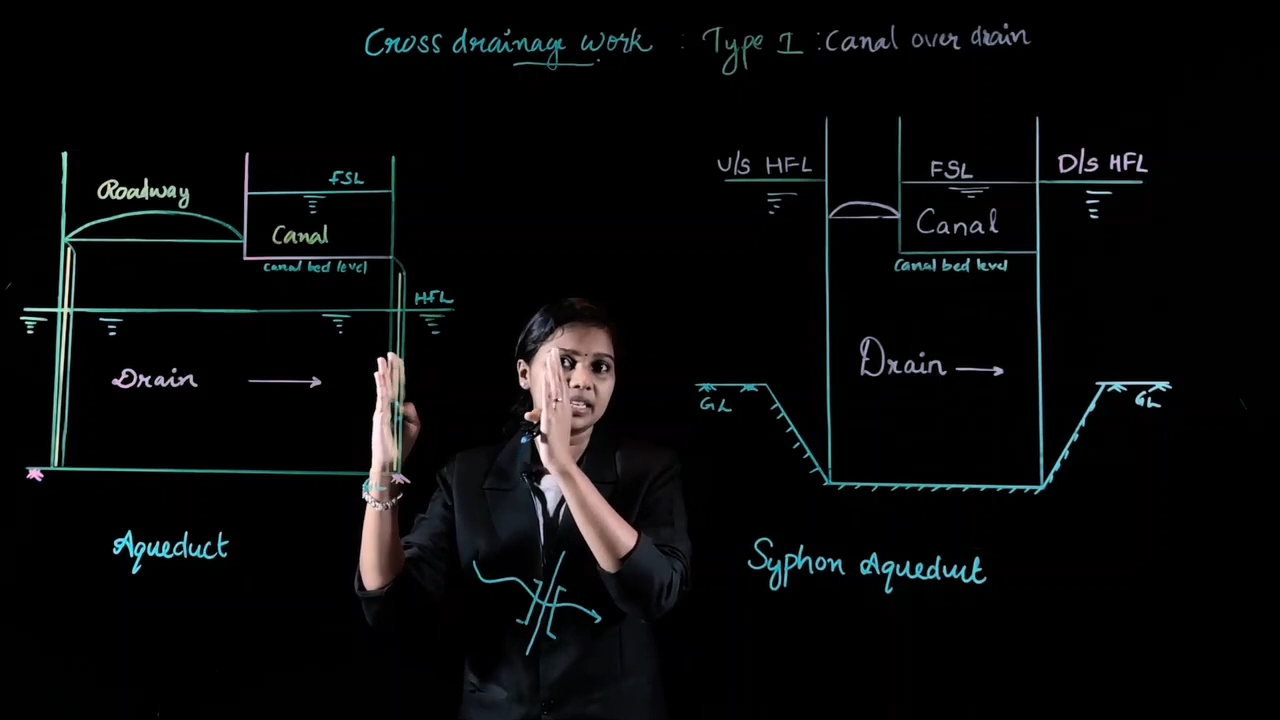 Cross drainage work : Type I : Canal over drain
Roadway
FSL
Canal
Canal bed level
HFL
Drain
Aqueduct
U/S HFL
FSL
D/S HFL
Canal
Canal bed level
Drain
GL
GL
Syphon Aqueduct